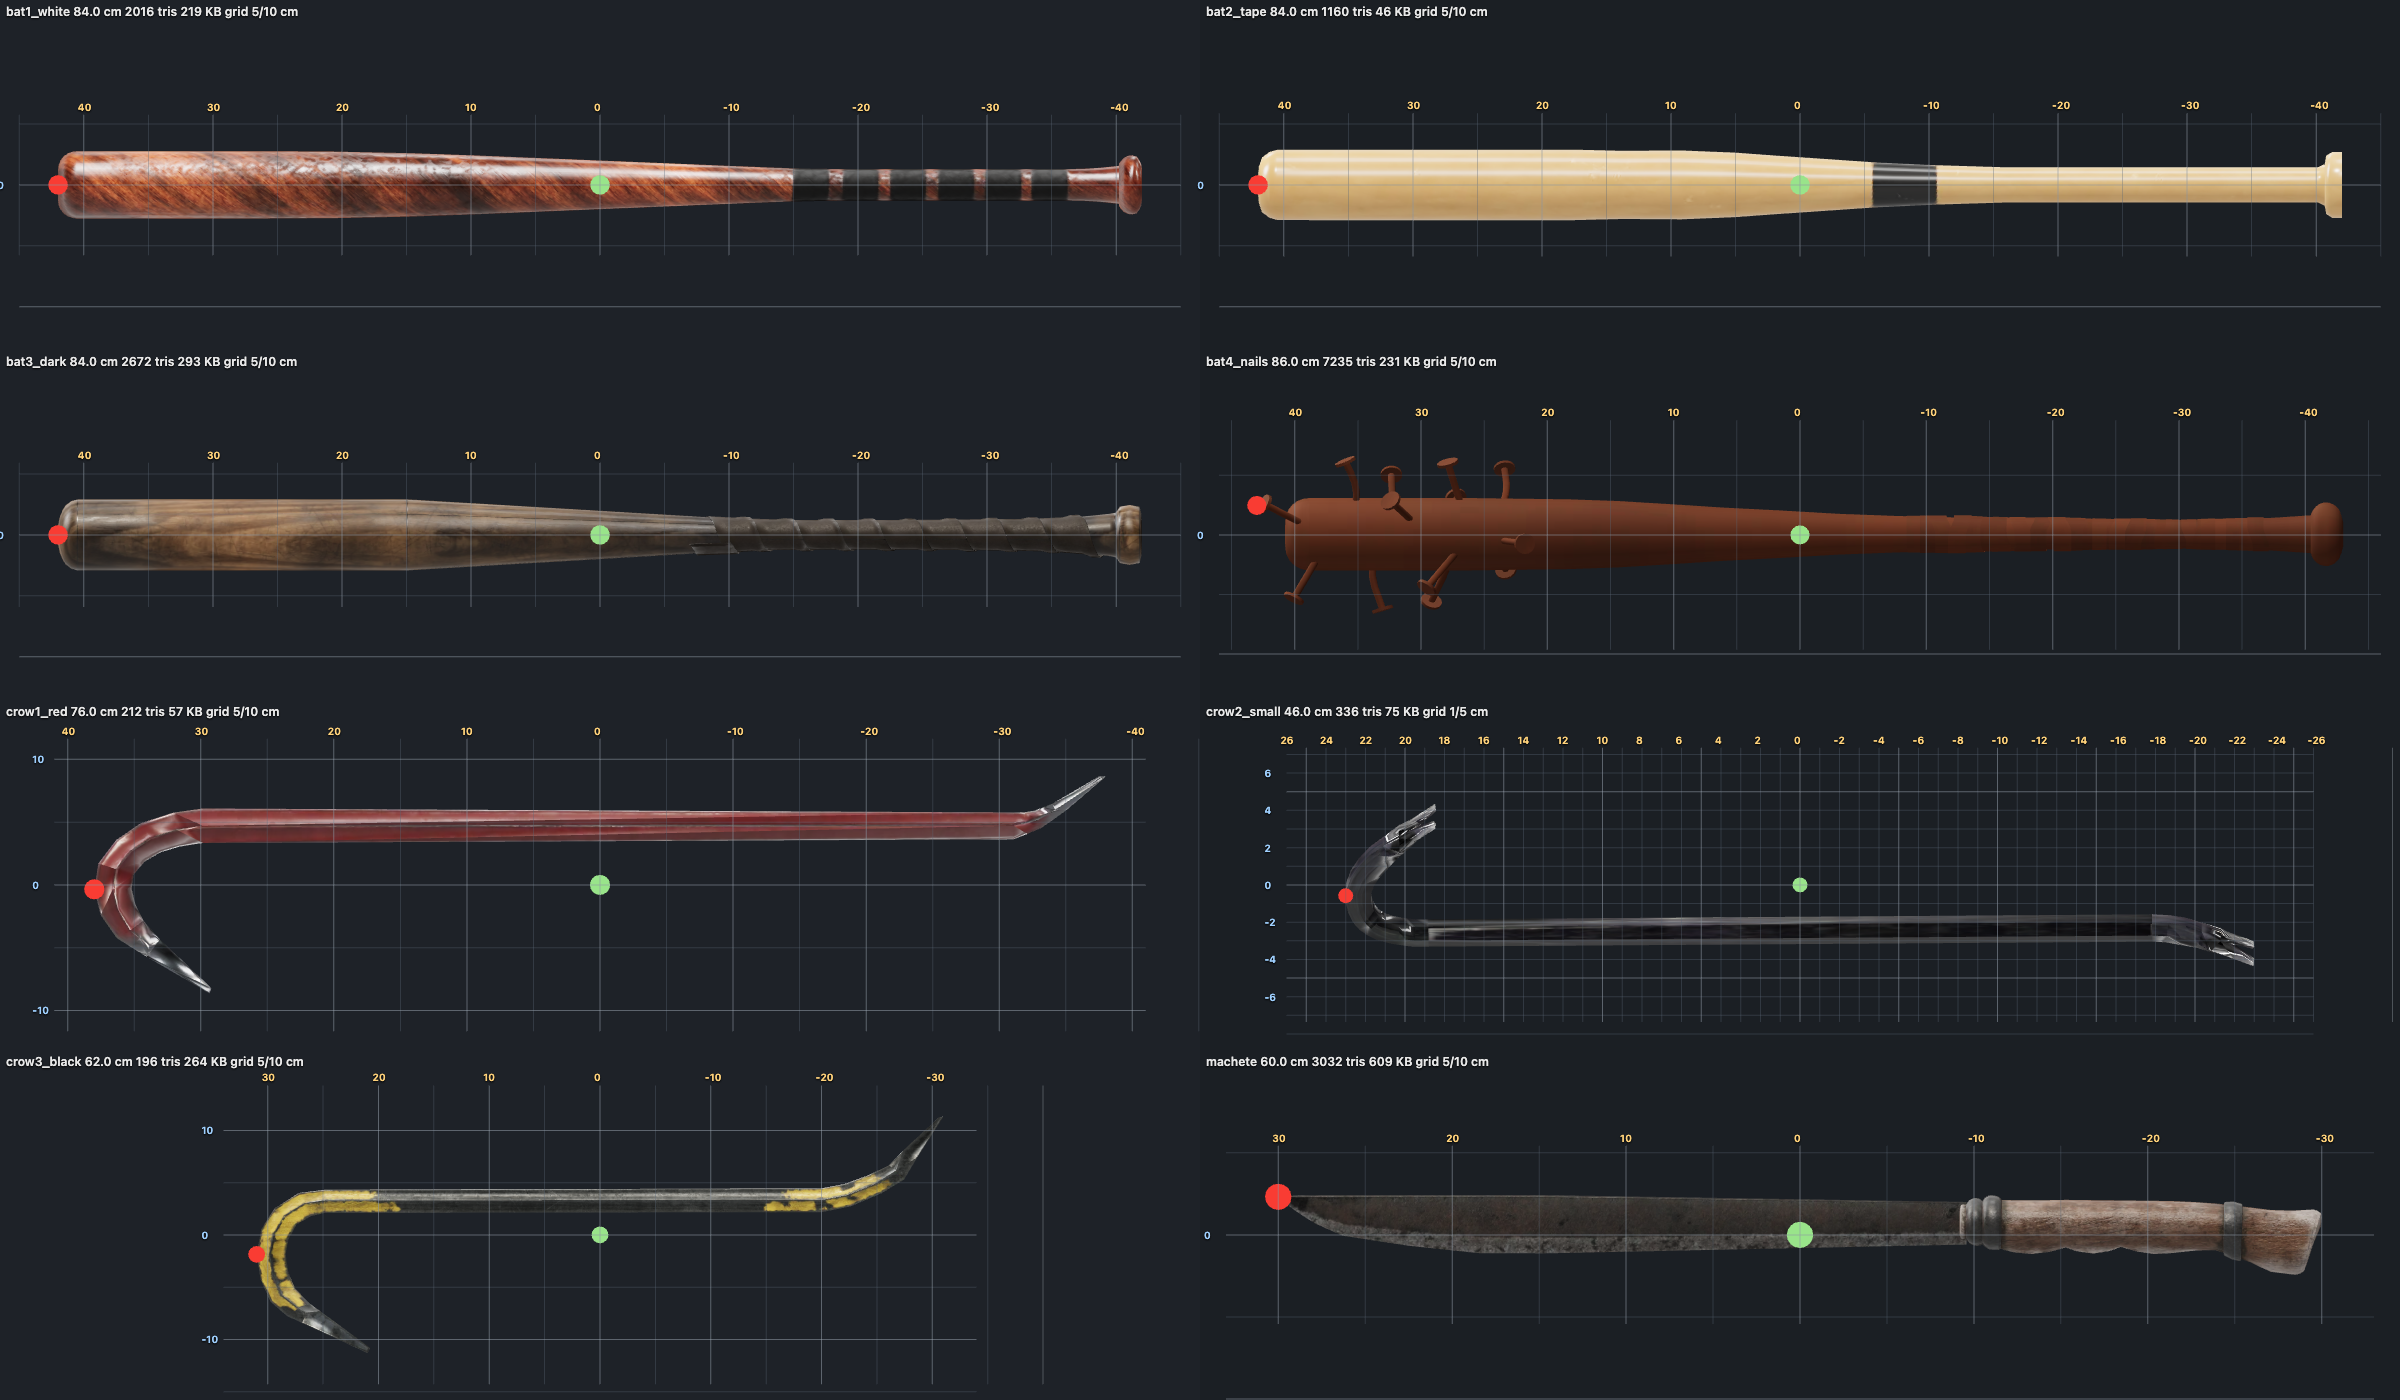 bat1_white 84.0 cm 2016 tris 219 KB grid 5/10 cm
40 30 20 10 0 -10 -20 -30 -40
0
bat2_tape 84.0 cm 1160 tris 46 KB grid 5/10 cm
40 30 20 10 0 -10 -20 -30 -40
0
bat3_dark 84.0 cm 2672 tris 293 KB grid 5/10 cm
40 30 20 10 0 -10 -20 -30 -40
0
bat4_nails 86.0 cm 7235 tris 231 KB grid 5/10 cm
40 30 20 10 0 -10 -20 -30 -40
0
crow1_red 76.0 cm 212 tris 57 KB grid 5/10 cm
40 30 20 10 0 -10 -20 -30 -40
10
0
-10
crow2_small 46.0 cm 336 tris 75 KB grid 1/5 cm
26 24 22 20 18 16 14 12 10 8 6 4 2 0 -2 -4 -6 -8 -10 -12 -14 -16 -18 -20 -22 -24 -26
6
4
2
0
-2
-4
-6
crow3_black 62.0 cm 196 tris 264 KB grid 5/10 cm
30 20 10 0 -10 -20 -30
10
0
-10
machete 60.0 cm 3032 tris 609 KB grid 5/10 cm
30 20 10 0 -10 -20 -30
0